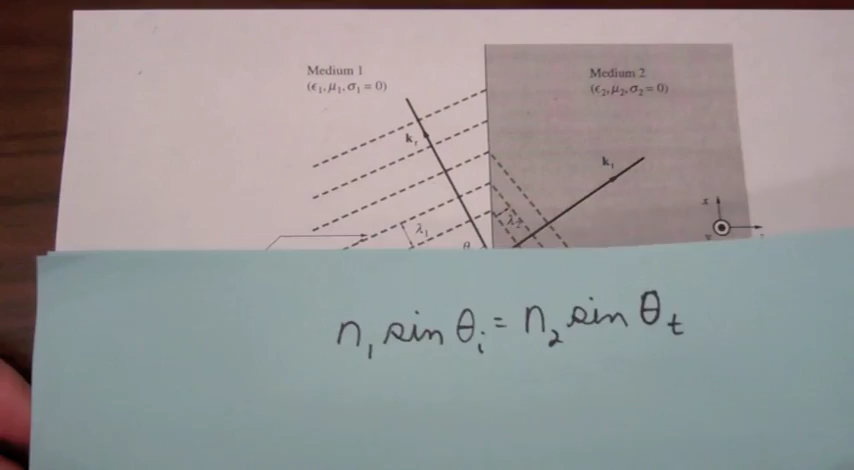 Medium 1
(ϵ₁,μ₁,σ₁ = 0)
Medium 2
(ϵ₂,μ₂,σ₂ = 0)
kᵣ
kₜ
x
λ₂
λ₁
θ
n₁ sin θᵢ = n₂ sin θₜ